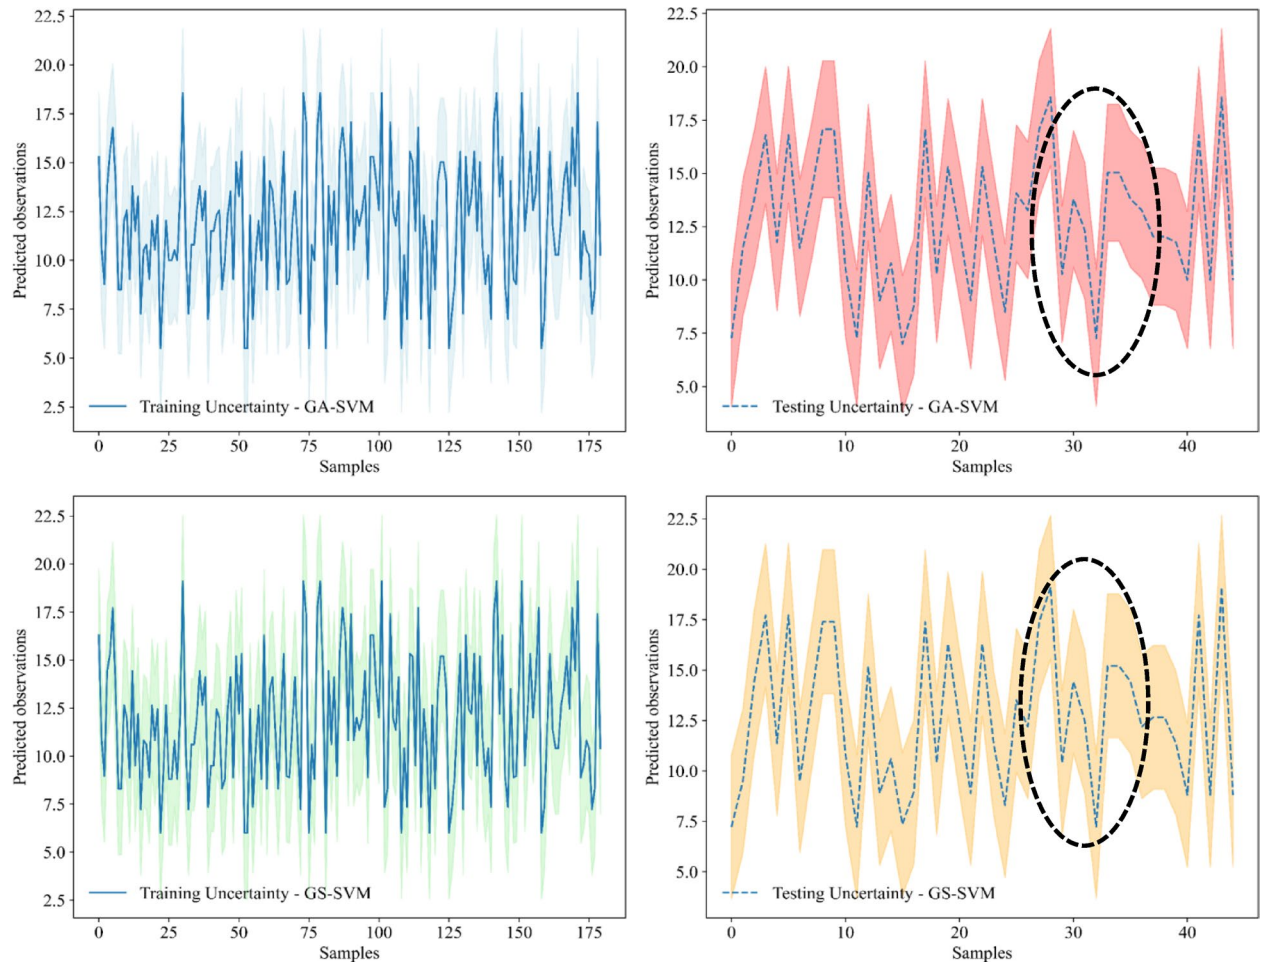 22.5
20.0
17.5
15.0
12.5
10.0
7.5
5.0
2.5
Predicted observations
Training Uncertainty - GA-SVM
0 25 50 75 100 125 150 175
Samples
22.5
20.0
17.5
15.0
12.5
10.0
7.5
5.0
Predicted observations
Testing Uncertainty - GA-SVM
0 10 20 30 40
Samples
22.5
20.0
17.5
15.0
12.5
10.0
7.5
5.0
2.5
Predicted observations
Training Uncertainty - GS-SVM
0 25 50 75 100 125 150 175
Samples
22.5
20.0
17.5
15.0
12.5
10.0
7.5
5.0
Predicted observations
Testing Uncertainty - GS-SVM
0 10 20 30 40
Samples